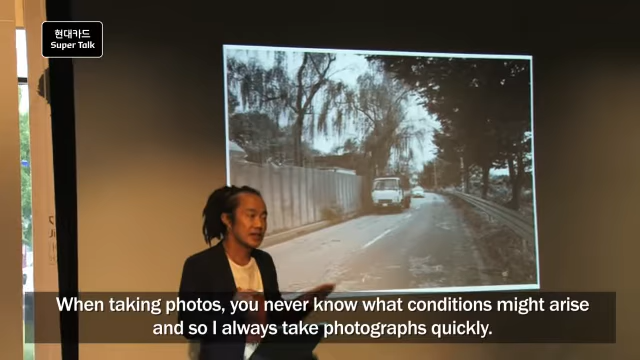 현대카드
Super Talk
When taking photos, you never know what conditions might arise
and so I always take photographs quickly.